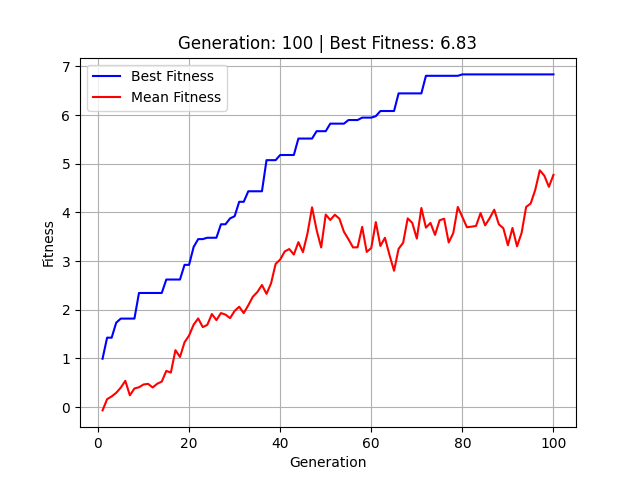 Generation: 100 | Best Fitness: 6.83
Best Fitness
Mean Fitness
7
6
5
4
3
2
1
0
Fitness
0 20 40 60 80 100
Generation